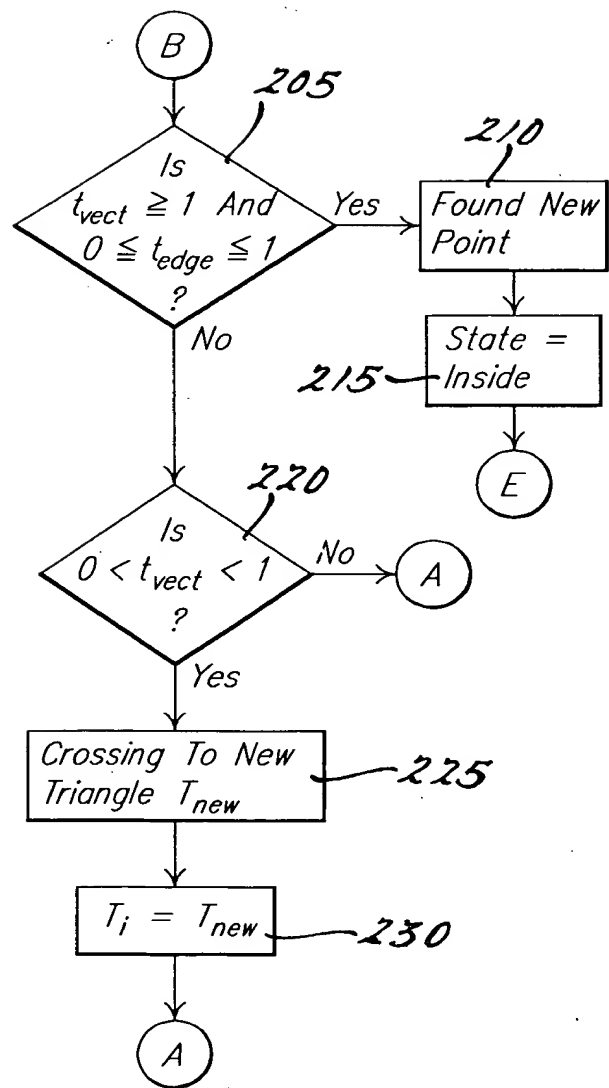 B
205
Is
t_vect ≧ 1 And
0 ≦ t_edge ≦ 1
?
Yes
210
Found New
Point
No
State =
Inside
215
E
220
Is
0 < t_vect < 1
?
No
A
Yes
Crossing To New
Triangle T_new
225
T_i = T_new
230
A